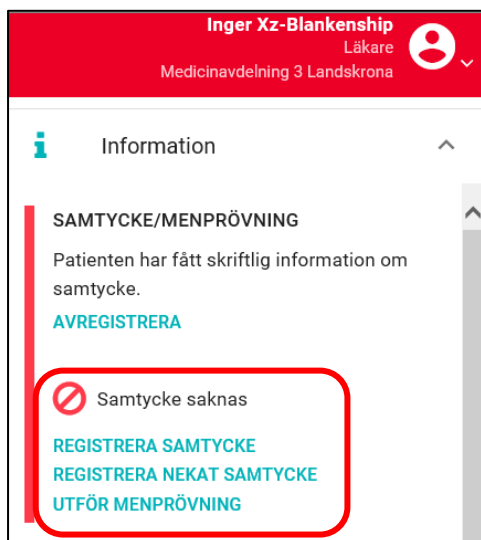 Inger Xz-Blankenship
Läkare
Medicinavdelning 3 Landskrona
Information
SAMTYCKE/MENPRÖVNING
Patienten har fått skriftlig information om
samtycke.
AVREGISTRERA
Samtycke saknas
REGISTRERA SAMTYCKE
REGISTRERA NEKAT SAMTYCKE
UTFÖR MENPRÖVNING